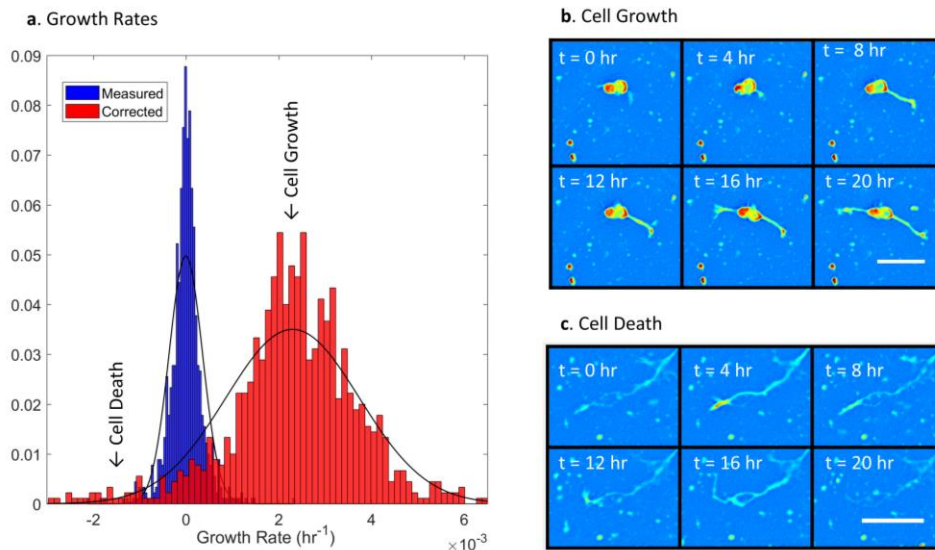 a. Growth Rates
0.09
0.08
0.07
0.06
0.05
0.04
0.03
0.02
0.01
0
Measured
Corrected
← Cell Growth
← Cell Death
-2 0 2 4 6
Growth Rate (hr⁻¹)
×10⁻³
b. Cell Growth
t = 0 hr t = 4 hr t = 8 hr
t = 12 hr t = 16 hr t = 20 hr
c. Cell Death
t = 0 hr t = 4 hr t = 8 hr
t = 12 hr t = 16 hr t = 20 hr